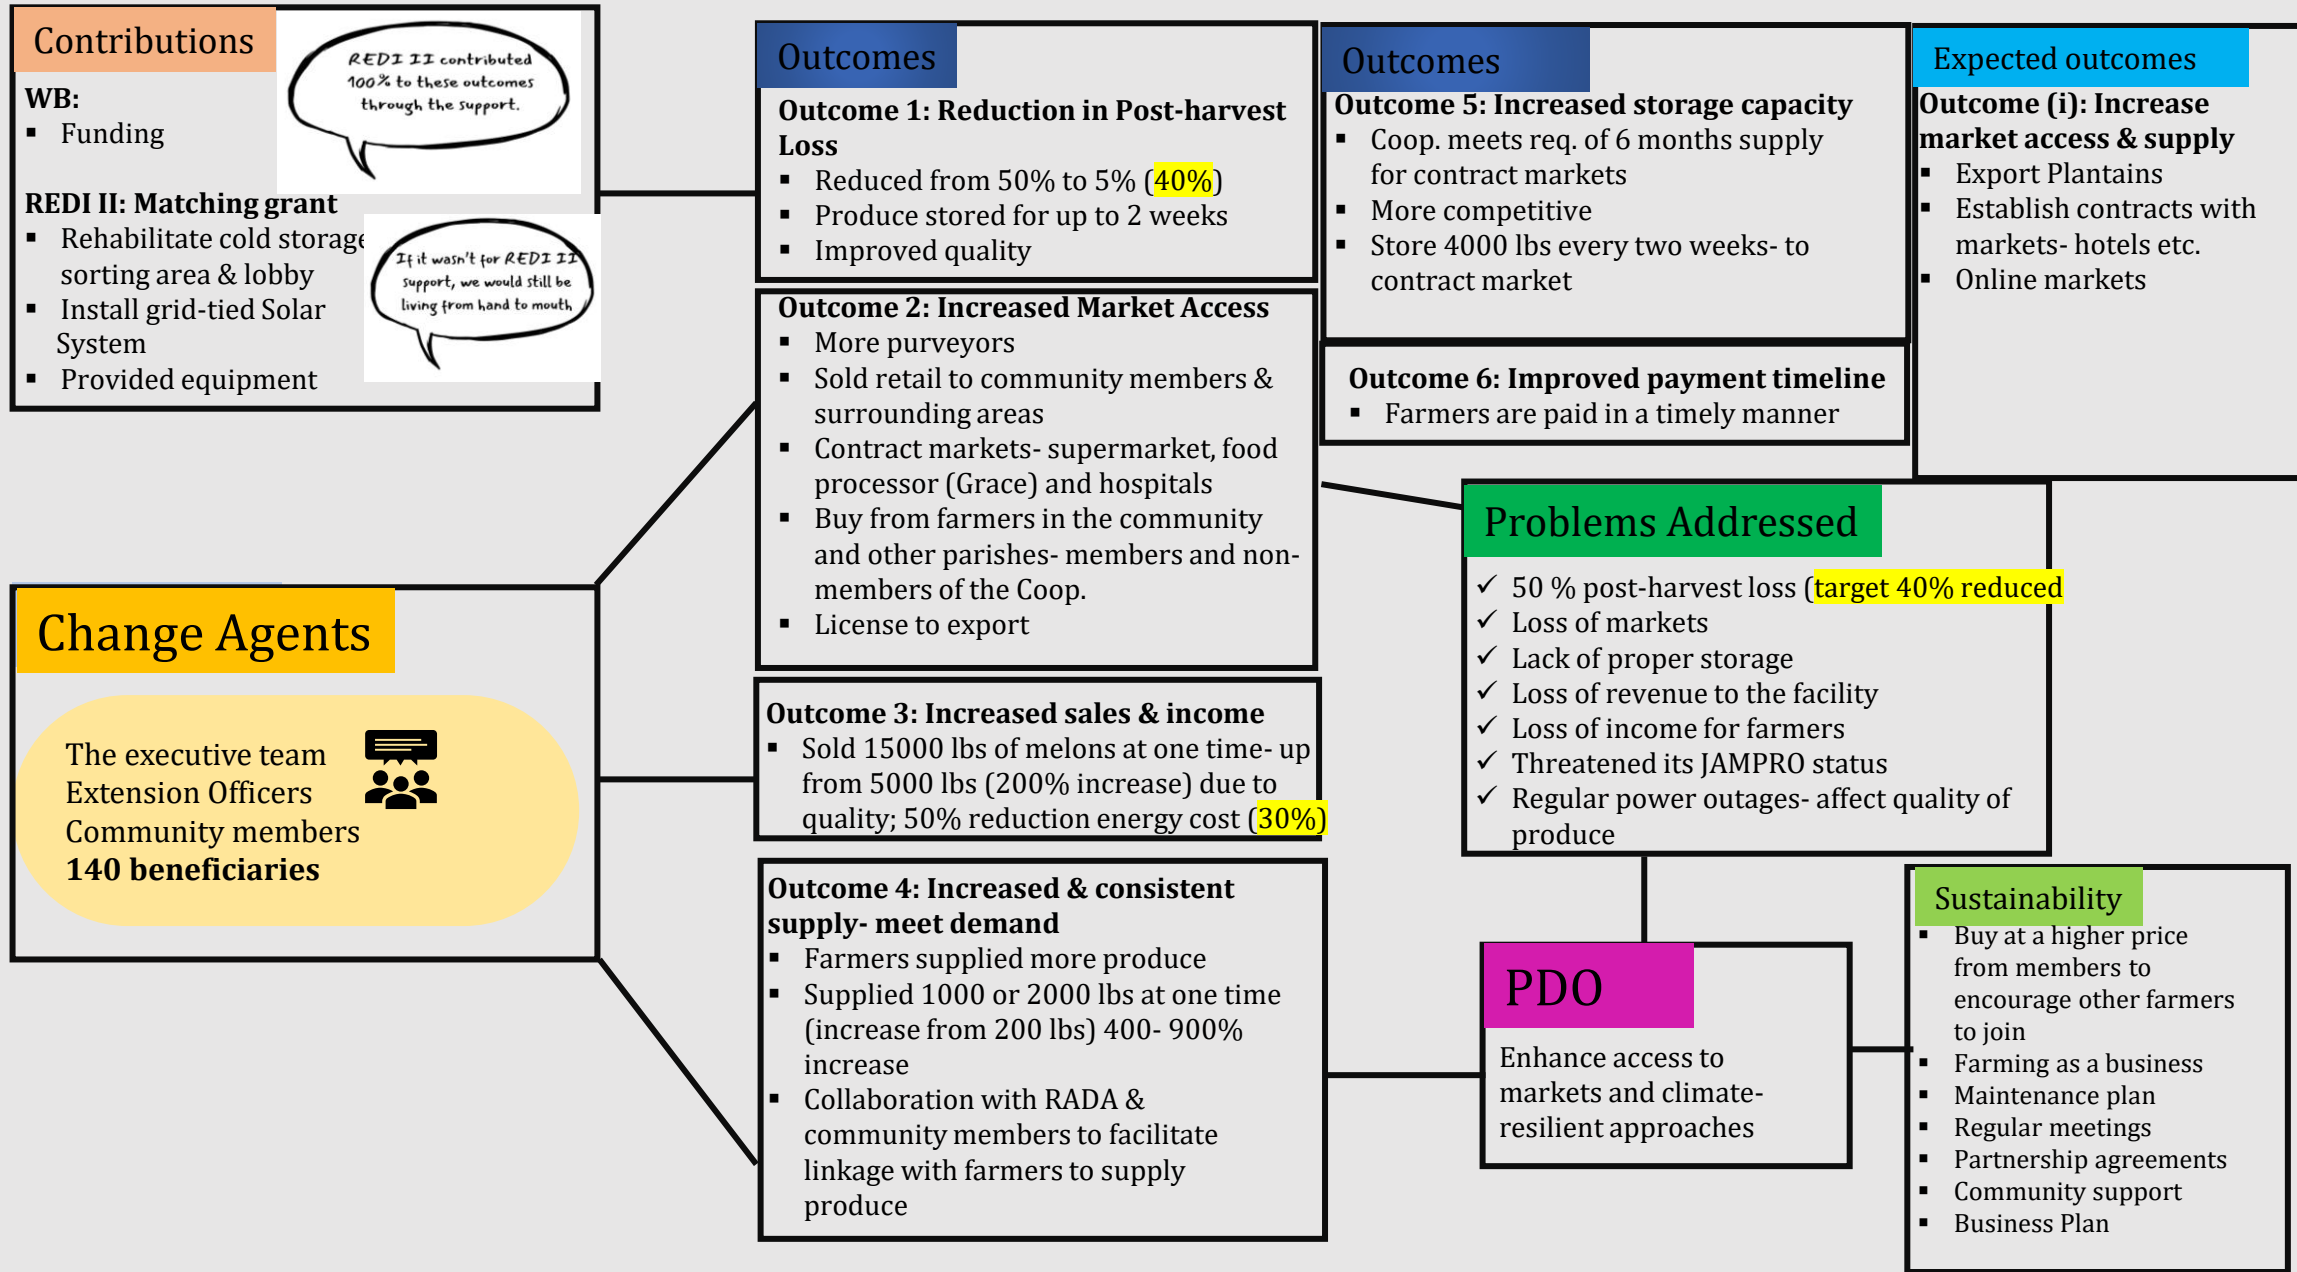 Contributions
WB:
▪ Funding
REDI II: Matching grant
▪ Rehabilitate cold storage
sorting area & lobby
▪ Install grid-tied Solar
System
▪ Provided equipment
REDI II contributed
100% to these outcomes
through the support.
If it wasn't for REDI II
support, we would still be
living from hand to mouth
Change Agents
The executive team
Extension Officers
Community members
140 beneficiaries
Outcomes
Outcome 1: Reduction in Post-harvest
Loss
▪ Reduced from 50% to 5% (40%)
▪ Produce stored for up to 2 weeks
▪ Improved quality
Outcome 2: Increased Market Access
▪ More purveyors
▪ Sold retail to community members &
surrounding areas
▪ Contract markets- supermarket, food
processor (Grace) and hospitals
▪ Buy from farmers in the community
and other parishes- members and non-
members of the Coop.
▪ License to export
Outcome 3: Increased sales & income
▪ Sold 15000 lbs of melons at one time- up
from 5000 lbs (200% increase) due to
quality; 50% reduction energy cost (30%)
Outcome 4: Increased & consistent
supply- meet demand
▪ Farmers supplied more produce
▪ Supplied 1000 or 2000 lbs at one time
(increase from 200 lbs) 400- 900%
increase
▪ Collaboration with RADA &
community members to facilitate
linkage with farmers to supply
produce
Outcomes
Outcome 5: Increased storage capacity
▪ Coop. meets req. of 6 months supply
for contract markets
▪ More competitive
▪ Store 4000 lbs every two weeks- to
contract market
Outcome 6: Improved payment timeline
▪ Farmers are paid in a timely manner
Expected outcomes
Outcome (i): Increase
market access & supply
▪ Export Plantains
▪ Establish contracts with
markets- hotels etc.
▪ Online markets
Problems Addressed
✓ 50 % post-harvest loss (target 40% reduced
✓ Loss of markets
✓ Lack of proper storage
✓ Loss of revenue to the facility
✓ Loss of income for farmers
✓ Threatened its JAMPRO status
✓ Regular power outages- affect quality of
produce
PDO
Enhance access to
markets and climate-
resilient approaches
Sustainability
▪ Buy at a higher price
from members to
encourage other farmers
to join
▪ Farming as a business
▪ Maintenance plan
▪ Regular meetings
▪ Partnership agreements
▪ Community support
▪ Business Plan